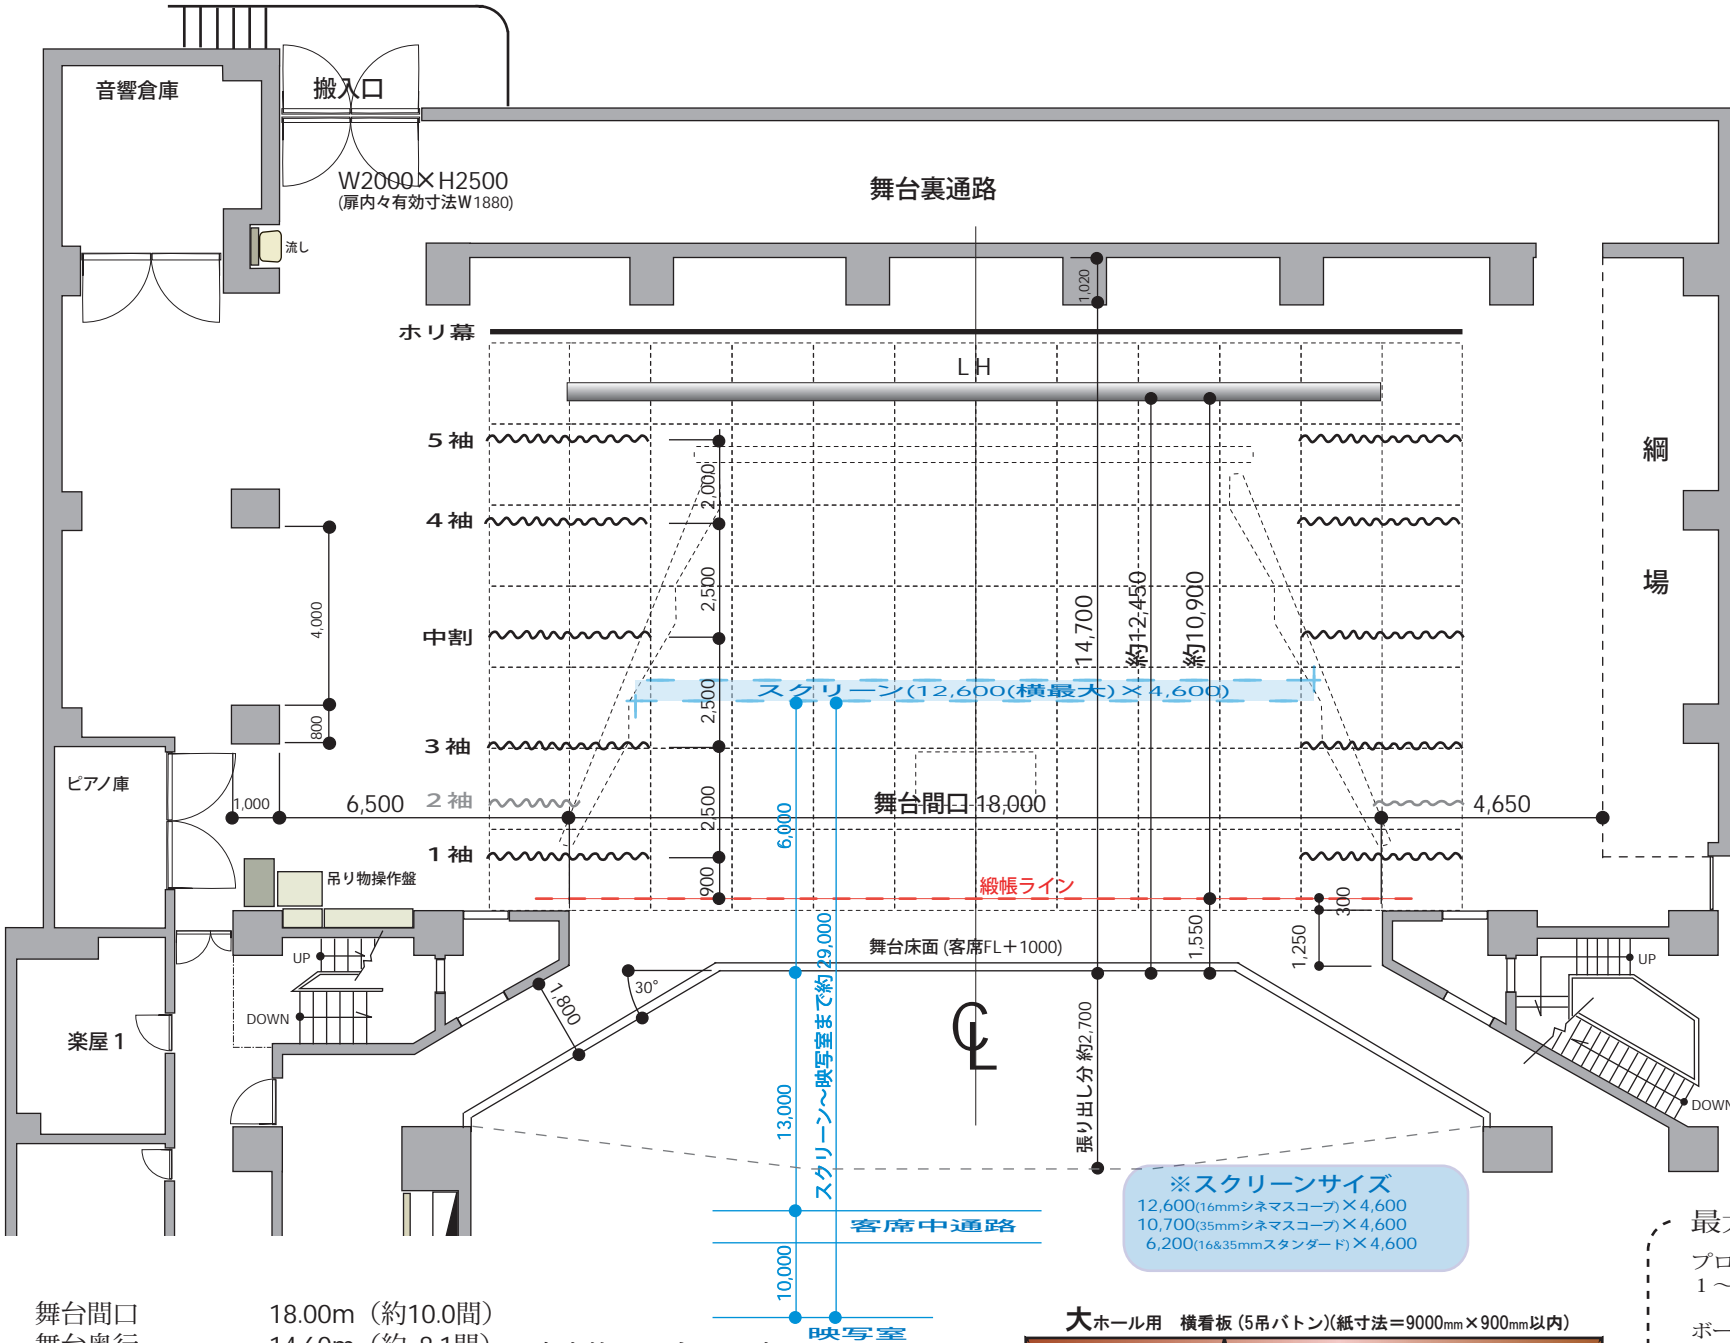 音響倉庫
搬入口
W2000×H2500
(扉内々有効寸法W1880)
舞台裏通路
流し
1,020
ホリ幕
LH
5袖
綱
2,000
4袖
2,500
14,700
約12,450
約10,900
場
4,000
中割
スクリーン(12,600(横最大)×4,600)
2,500
800
3袖
ピアノ庫
1,000
6,500
2袖
舞台間口 18,000
4,650
2,500
6,000
1袖
吊り物操作盤
900
緞帳ライン
300
舞台床面 (客席FL+1000)
1,550
1,250
UP
UP
30°
1,800
DOWN
CL
楽屋1
スクリーン~映写室まで約29,000
張り出し分 約2,700
13,000
DOWN
※スクリーンサイズ
12,600(16mmシネマスコープ)×4,600
10,700(35mmシネマスコープ)×4,600
6,200(16&35mmスタンダード)×4,600
客席中通路
10,000
映写室
舞台間口 18.00m(約10.0間)
大ホール用 横看板(5吊バトン)(紙寸法=9000mm×900mm以内)
プロ
1~
ボー